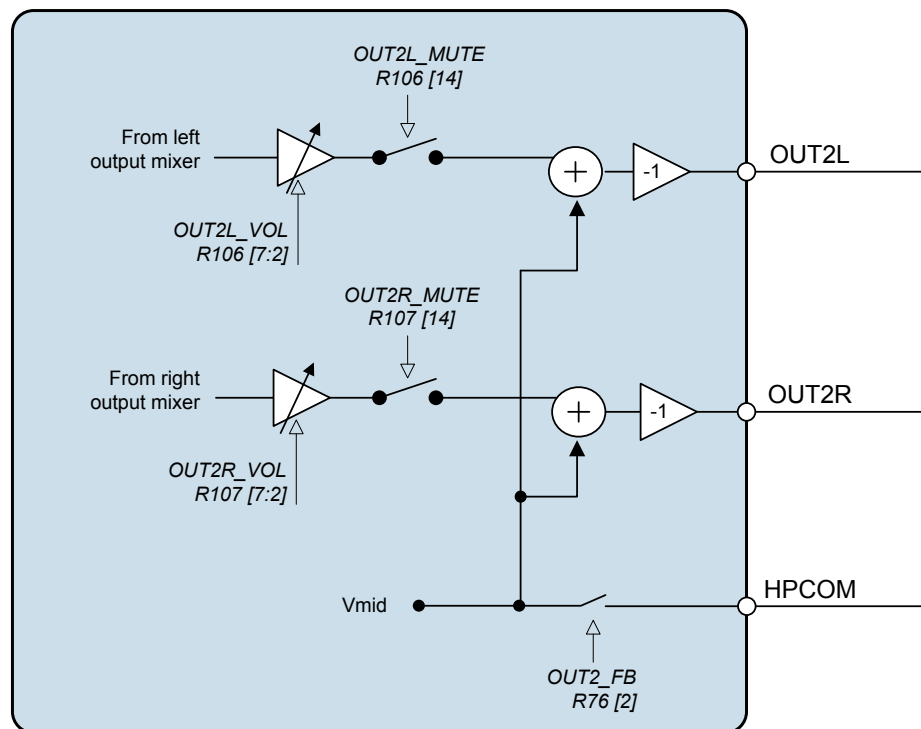 OUT2L_MUTE
R106 [14]
From left
output mixer
+
-1
OUT2L
OUT2L_VOL
R106 [7:2]
OUT2R_MUTE
R107 [14]
From right
output mixer
+
-1
OUT2R
OUT2R_VOL
R107 [7:2]
HPCOM
Vmid
OUT2_FB
R76 [2]